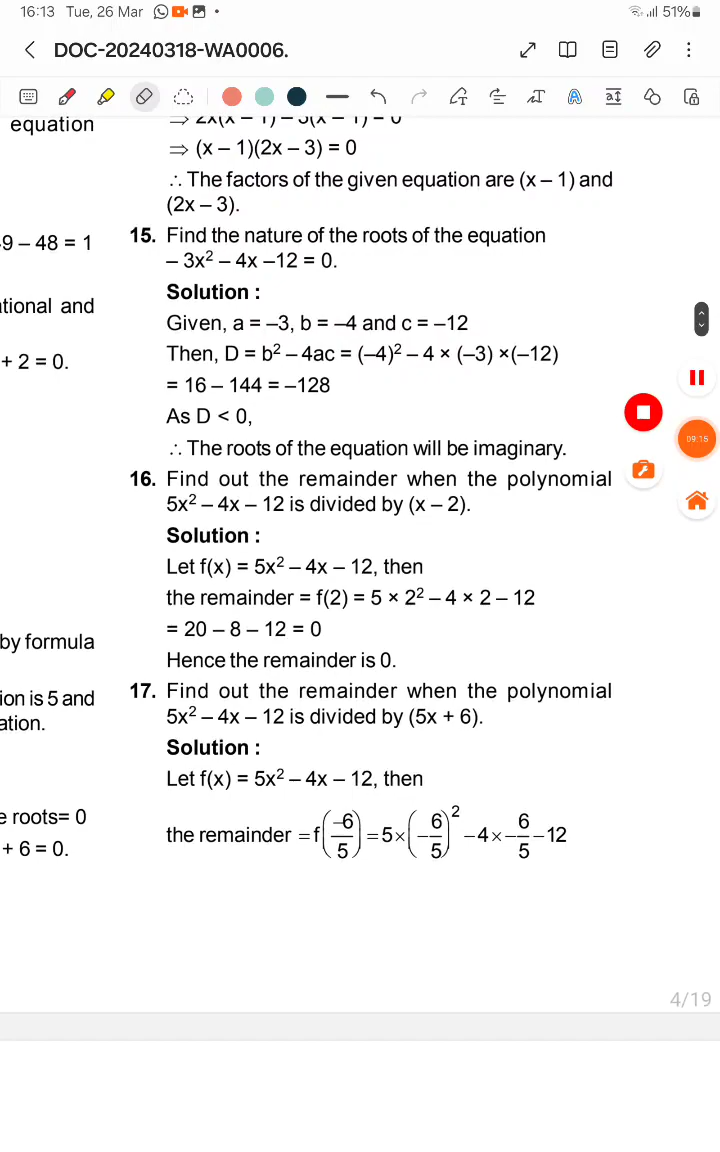 16:13 Tue, 26 Mar
51%
DOC-20240318-WA0006.
equation
9 – 48 = 1
tional and
+ 2 = 0.
by formula
ion is 5 and
ation.
e roots= 0
+ 6 = 0.
⇒ 2x(x – 1) – 3(x – 1) = 0
⇒ (x – 1)(2x – 3) = 0
∴ The factors of the given equation are (x – 1) and
(2x – 3).
15. Find the nature of the roots of the equation
– 3x² – 4x –12 = 0.
Solution :
Given, a = –3, b = –4 and c = –12
Then, D = b² – 4ac = (–4)² – 4 × (–3) ×(–12)
= 16 – 144 = –128
As D < 0,
∴ The roots of the equation will be imaginary.
16. Find out the remainder when the polynomial
5x² – 4x – 12 is divided by (x – 2).
Solution :
Let f(x) = 5x² – 4x – 12, then
the remainder = f(2) = 5 × 2² – 4 × 2 – 12
= 20 – 8 – 12 = 0
Hence the remainder is 0.
17. Find out the remainder when the polynomial
5x² – 4x – 12 is divided by (5x + 6).
Solution :
Let f(x) = 5x² – 4x – 12, then
the remainder = f(–6/5) = 5 × (–6/5)² – 4 × –6/5 – 12
09:15
4/19